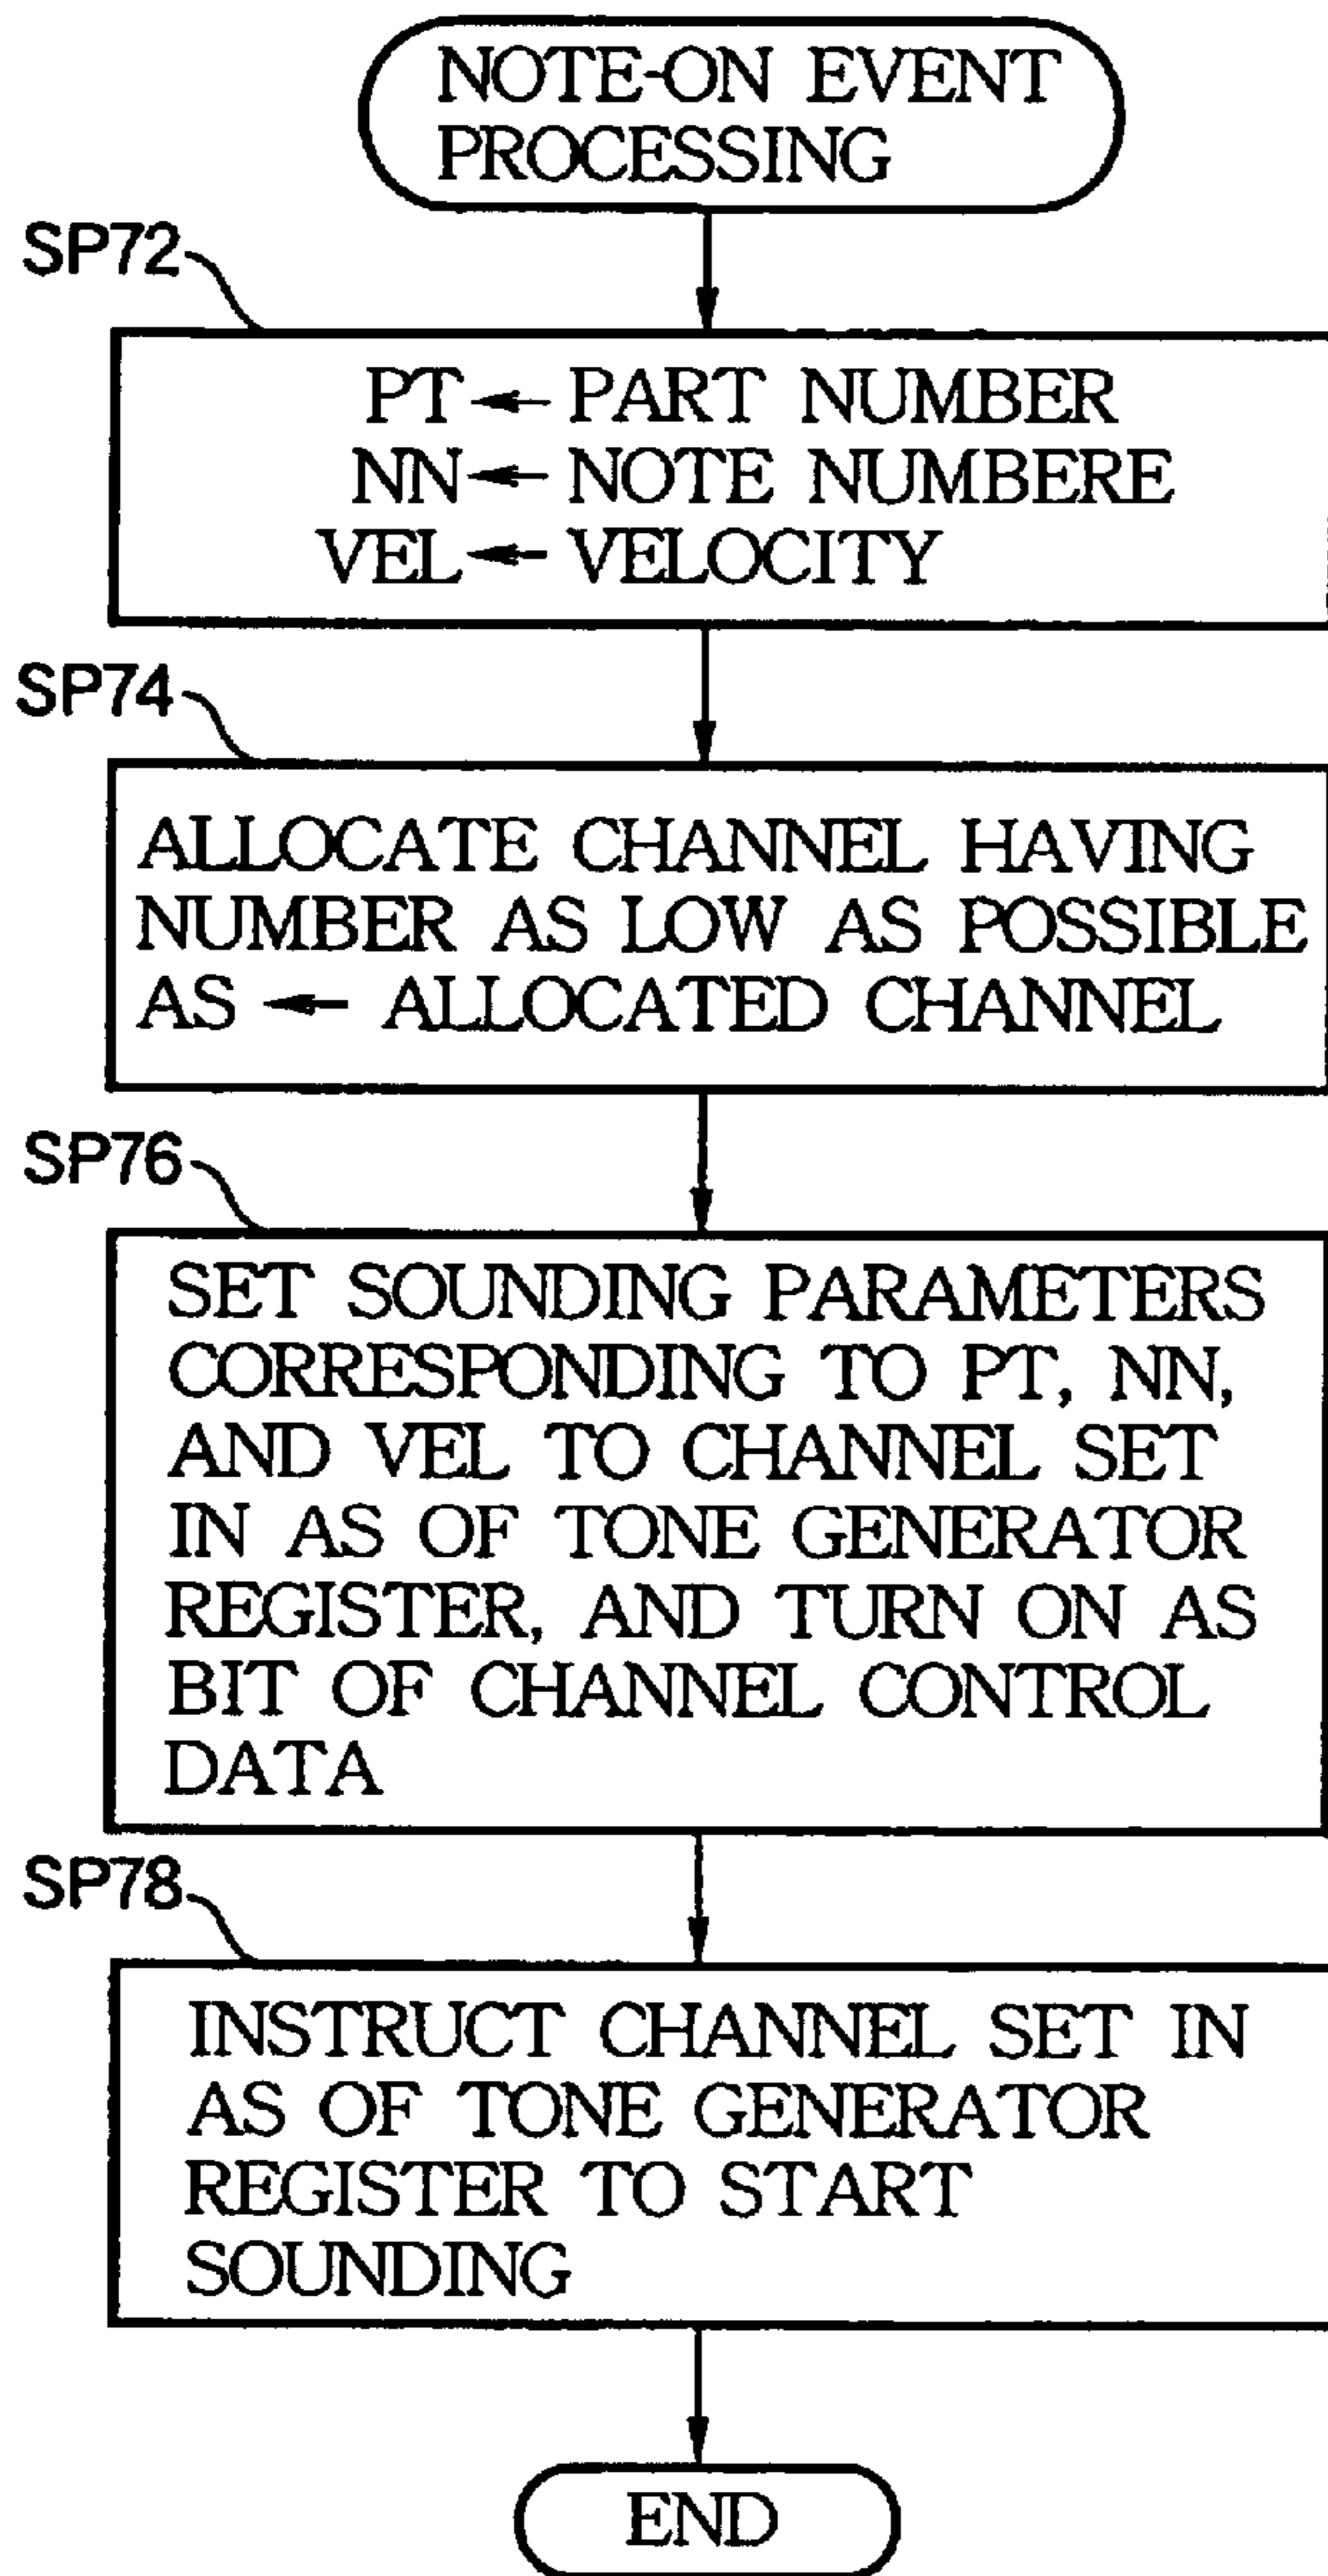 NOTE-ON EVENT
PROCESSING
SP72
PT ← PART NUMBER
NN ← NOTE NUMBERE
VEL ← VELOCITY
SP74
ALLOCATE CHANNEL HAVING
NUMBER AS LOW AS POSSIBLE
AS ← ALLOCATED CHANNEL
SP76
SET SOUNDING PARAMETERS
CORRESPONDING TO PT, NN,
AND VEL TO CHANNEL SET
IN AS OF TONE GENERATOR
REGISTER, AND TURN ON AS
BIT OF CHANNEL CONTROL
DATA
SP78
INSTRUCT CHANNEL SET IN
AS OF TONE GENERATOR
REGISTER TO START
SOUNDING
END